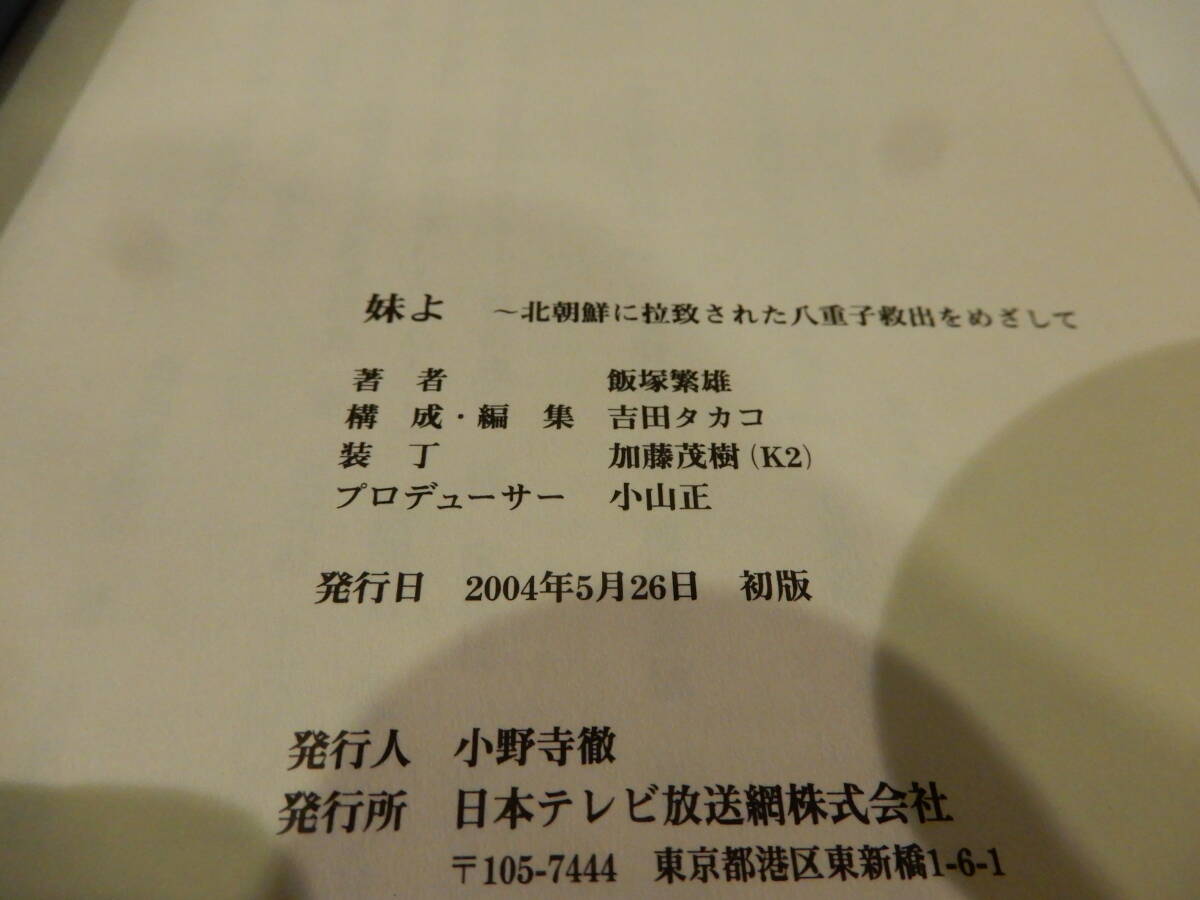 妹よ ～北朝鮮に拉致された八重子救出をめざして
著者 飯塚繁雄
構成・編集 吉田タカコ
装丁 加藤茂樹(K2)
プロデューサー 小山正
発行日 2004年5月26日 初版
発行人 小野寺徹
発行所 日本テレビ放送網株式会社
〒105-7444 東京都港区東新橋1-6-1